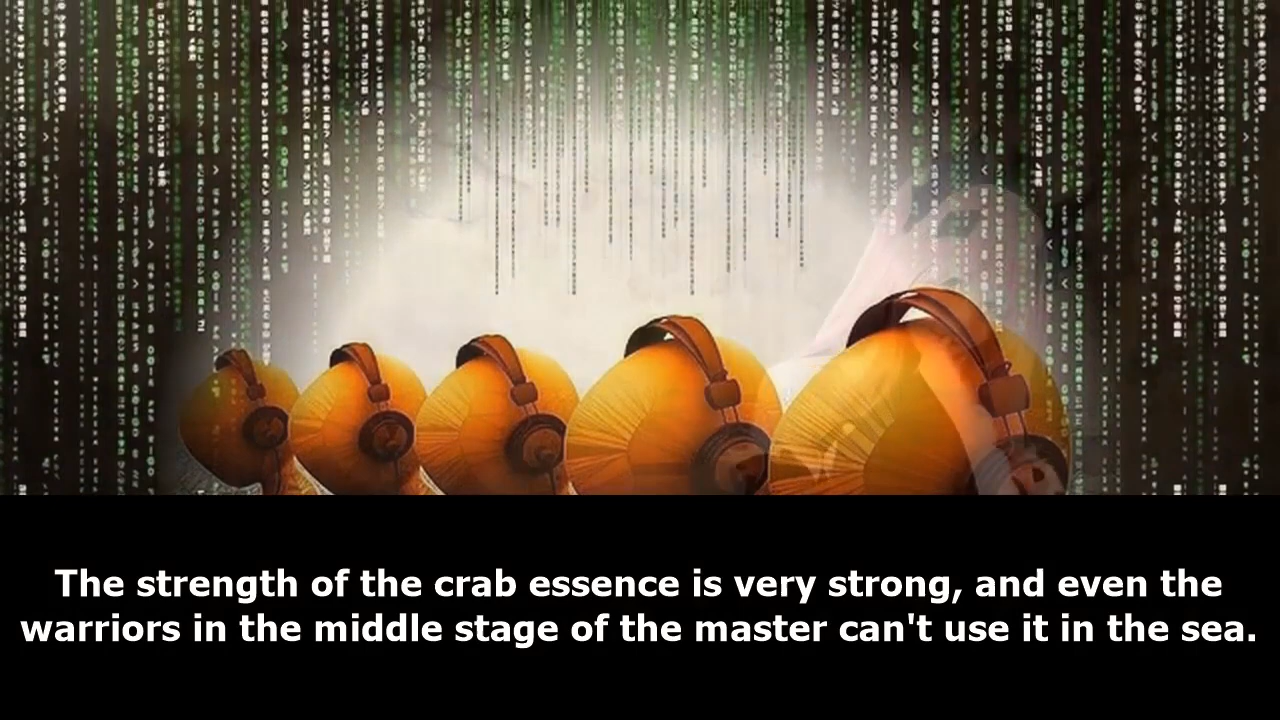 The strength of the crab essence is very strong, and even the
warriors in the middle stage of the master can't use it in the sea.